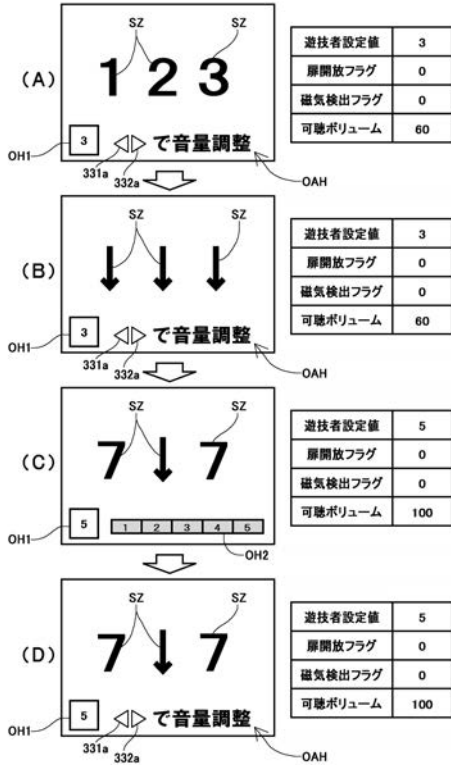 SZ SZ
(A)
1 2 3
OH1
3
で音量調整
331a
332a
OAH
遊技者設定値 3
扉開放フラグ 0
磁気検出フラグ 0
可聴ボリューム 60
SZ SZ
(B)
↓ ↓ ↓
OH1
3
で音量調整
331a
332a
OAH
遊技者設定値 3
扉開放フラグ 0
磁気検出フラグ 0
可聴ボリューム 60
SZ SZ
(C)
7 ↓ 7
OH1
5
1 2 3 4 5
OH2
遊技者設定値 5
扉開放フラグ 0
磁気検出フラグ 0
可聴ボリューム 100
SZ SZ
(D)
7 ↓ 7
OH1
5
で音量調整
331a
332a
OAH
遊技者設定値 5
扉開放フラグ 0
磁気検出フラグ 0
可聴ボリューム 100